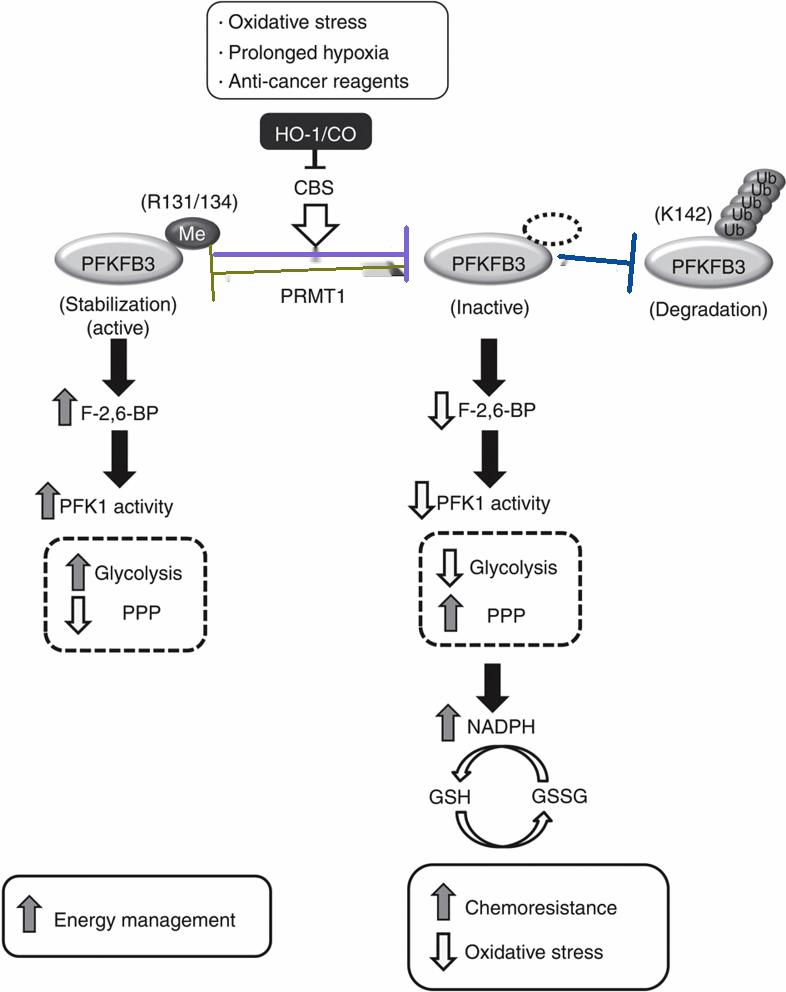 · Oxidative stress
· Prolonged hypoxia
· Anti-cancer reagents
HO-1/CO
CBS
(R131/134)
Me
PFKFB3
(Stabilization)
(active)
PRMT1
PFKFB3
(Inactive)
(K142)
Ub
Ub
Ub
Ub
Ub
PFKFB3
(Degradation)
F-2,6-BP
PFK1 activity
Glycolysis
PPP
F-2,6-BP
PFK1 activity
Glycolysis
PPP
NADPH
GSH
GSSG
Energy management
Chemoresistance
Oxidative stress